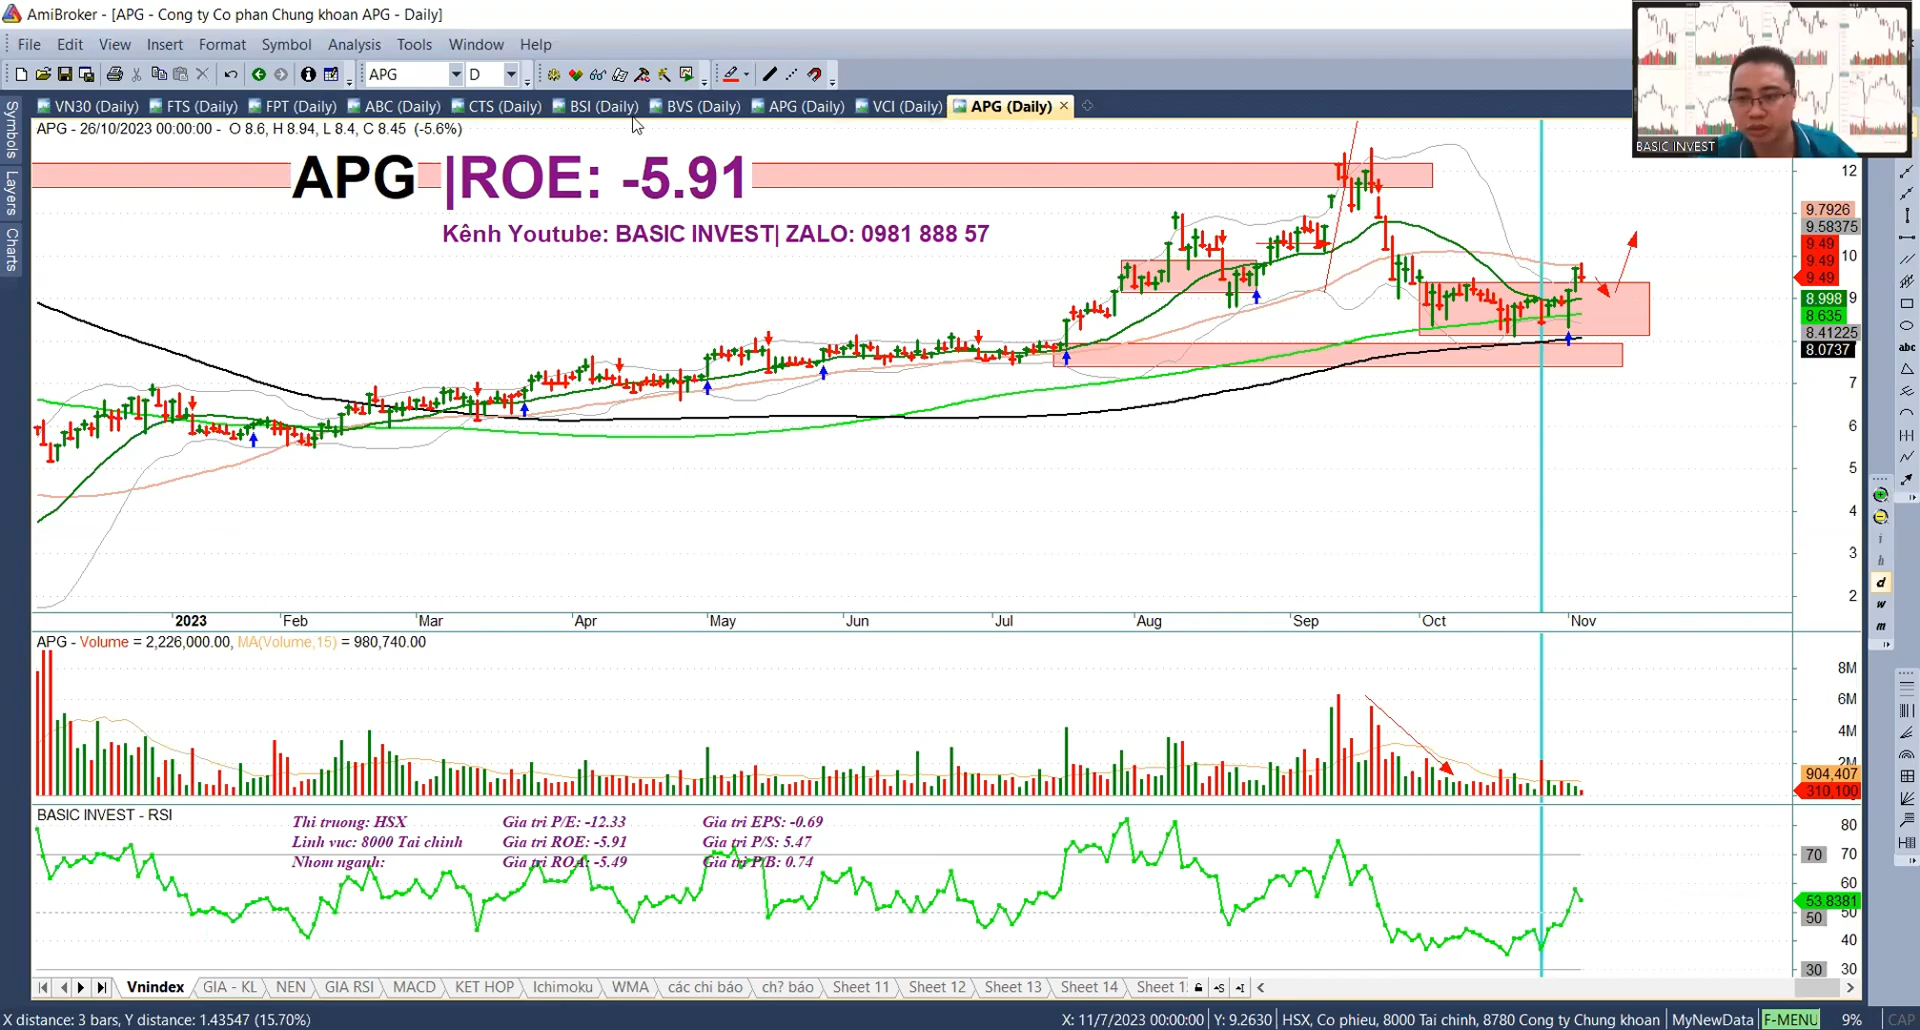 AmiBroker - [APG - Cong ty Co phan Chung khoan APG - Daily]
File Edit View Insert Format Symbol Analysis Tools Window Help
APG D
VN30 (Daily) FTS (Daily) FPT (Daily) ABC (Daily) CTS (Daily) BSI (Daily) BVS (Daily) APG (Daily) VCI (Daily) APG (Daily)
Symbols
Layers
Charts
BASIC INVEST
APG - 26/10/2023 00:00:00 - O 8.6, H 8.94, L 8.4, C 8.45 (-5.6%)
APG |ROE: -5.91
Kênh Youtube: BASIC INVEST| ZALO: 0981 888 57
12
9.7926
9.58375
9.49
10
9.49
9.49
8.998
9
8.635
8.41225
8.0737
7
6
5
4
3
2
2023 Feb Mar Apr May Jun Jul Aug Sep Oct Nov
APG - Volume = 2,226,000.00, MA(Volume,15) = 980,740.00
8M
6M
4M
2M
904,407
310,100
BASIC INVEST - RSI
Thi truong: HSX Gia tri P/E: -12.33 Gia tri EPS: -0.69
Linh vuc: 8000 Tai chinh Gia tri ROE: -5.91 Gia tri P/S: 5.47
Nhom nganh: Gia tri ROA: -5.49 Gia tri P/B: 0.74
80
70 70
60
53.8381
50 50
40
30 30
abc
i
h
d
w
m
Vnindex GIA - KL NEN GIA RSI MACD KET HOP Ichimoku WMA các chi báo ch? báo Sheet 11 Sheet 12 Sheet 13 Sheet 14 Sheet 1
X distance: 3 bars, Y distance: 1.43547 (15.70%) X: 11/7/2023 00:00:00 Y: 9.2630 HSX, Co phieu, 8000 Tai chinh, 8780 Cong ty Chung khoan MyNewData F-MENU 9% CAP